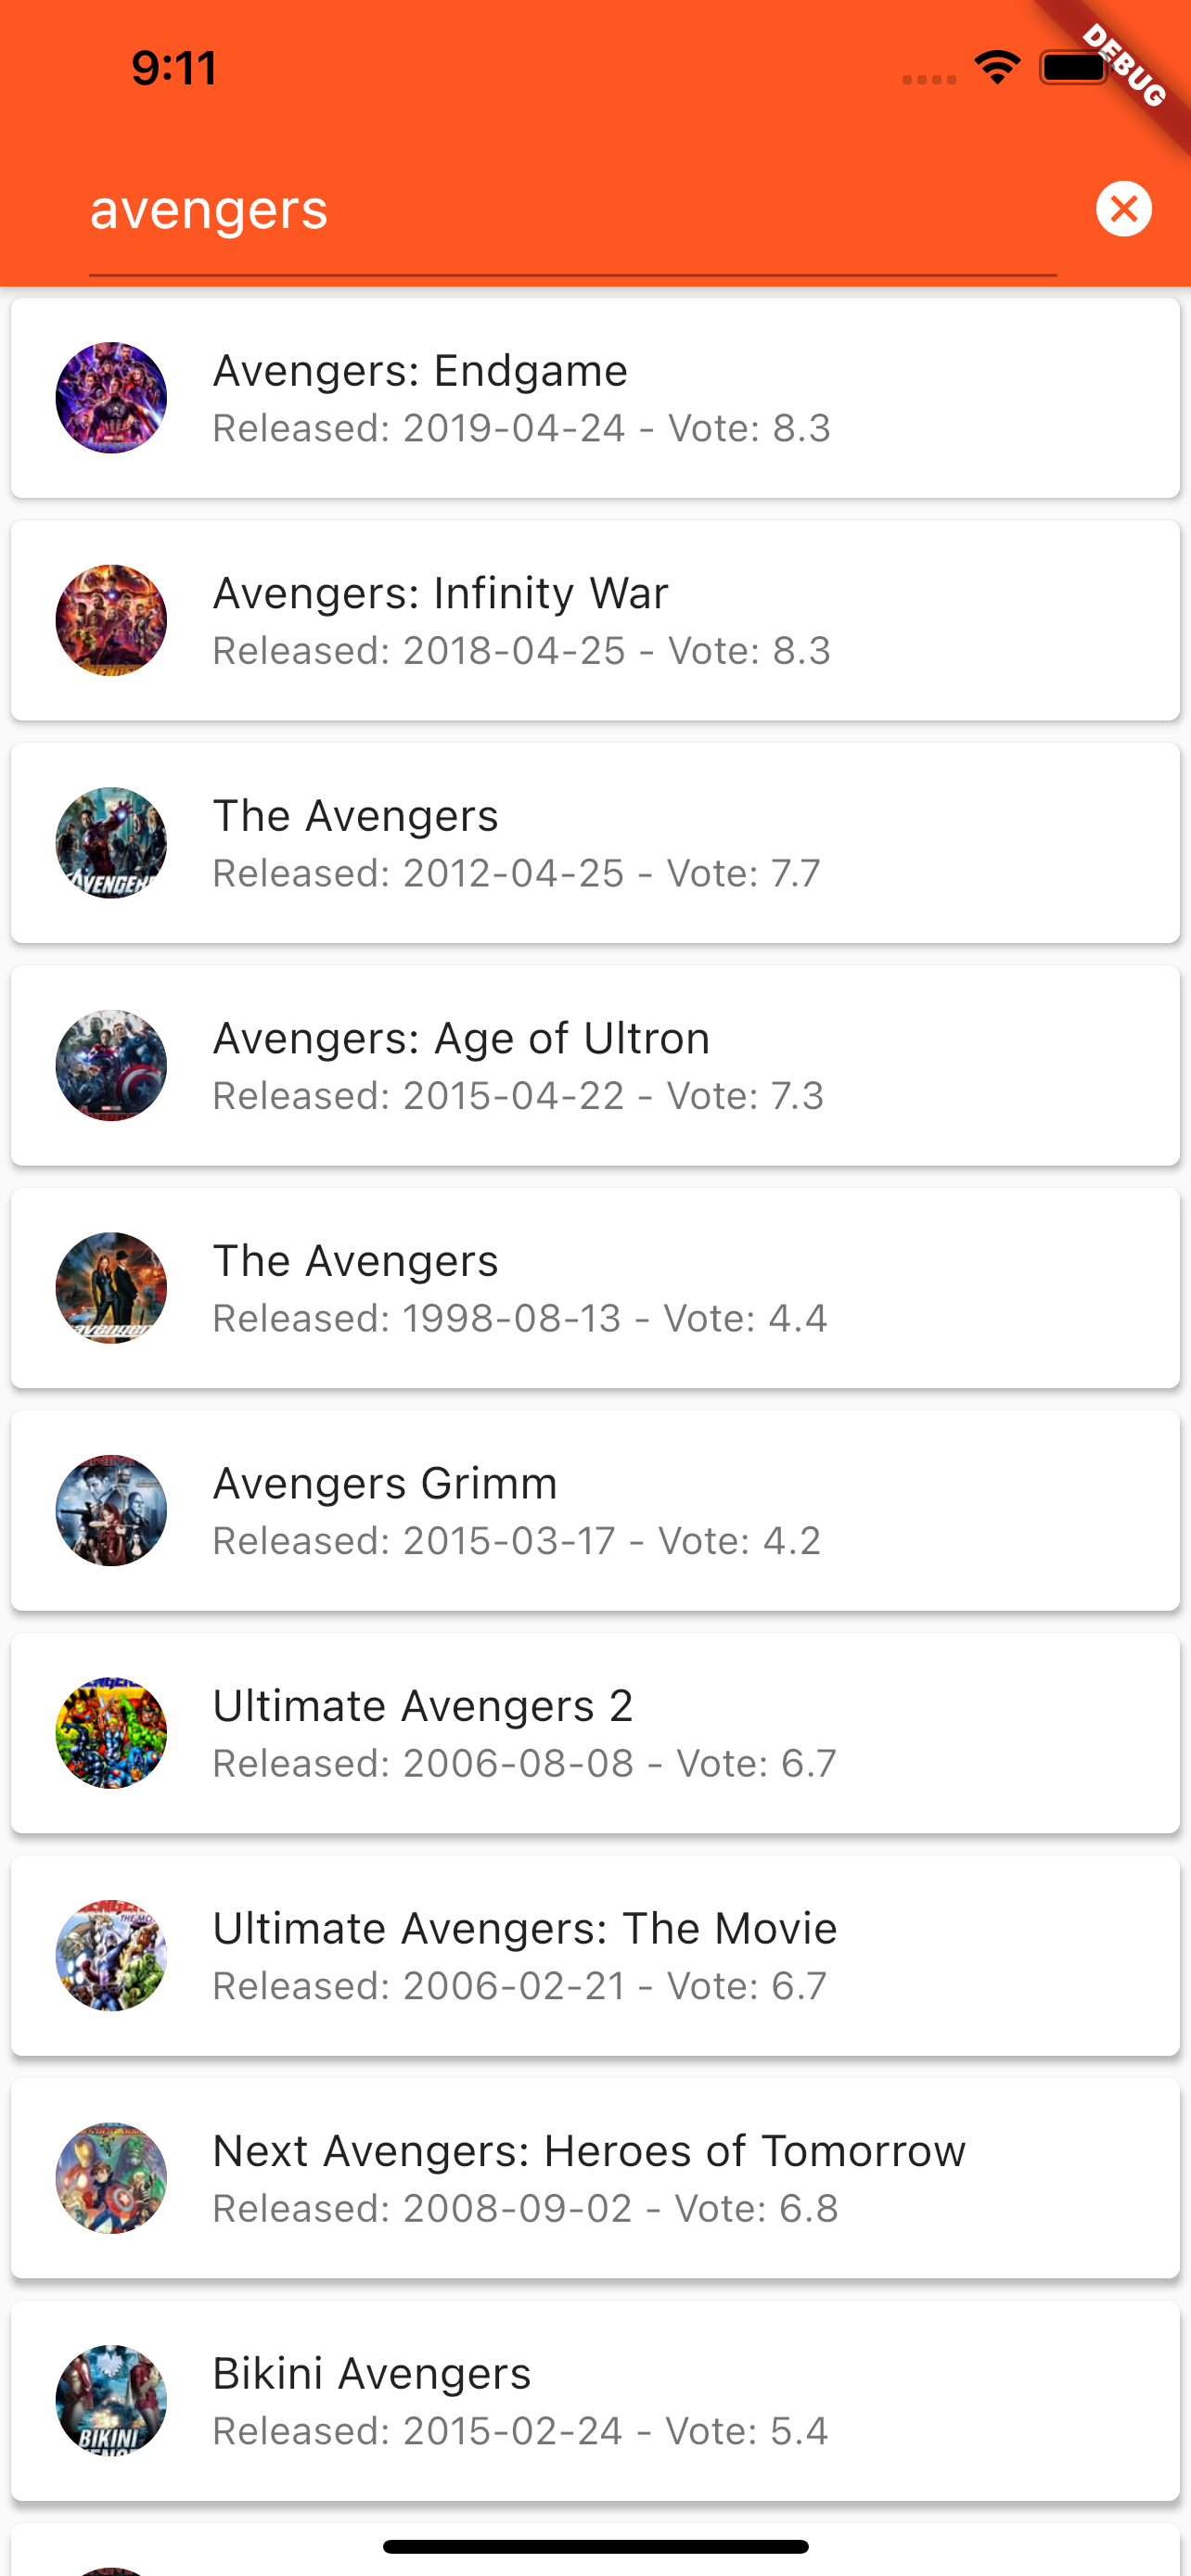 9:11
DEBUG
avengers
Avengers: Endgame
Released: 2019-04-24 - Vote: 8.3
Avengers: Infinity War
Released: 2018-04-25 - Vote: 8.3
The Avengers
Released: 2012-04-25 - Vote: 7.7
Avengers: Age of Ultron
Released: 2015-04-22 - Vote: 7.3
The Avengers
Released: 1998-08-13 - Vote: 4.4
Avengers Grimm
Released: 2015-03-17 - Vote: 4.2
Ultimate Avengers 2
Released: 2006-08-08 - Vote: 6.7
Ultimate Avengers: The Movie
Released: 2006-02-21 - Vote: 6.7
Next Avengers: Heroes of Tomorrow
Released: 2008-09-02 - Vote: 6.8
BIKINI
Bikini Avengers
Released: 2015-02-24 - Vote: 5.4